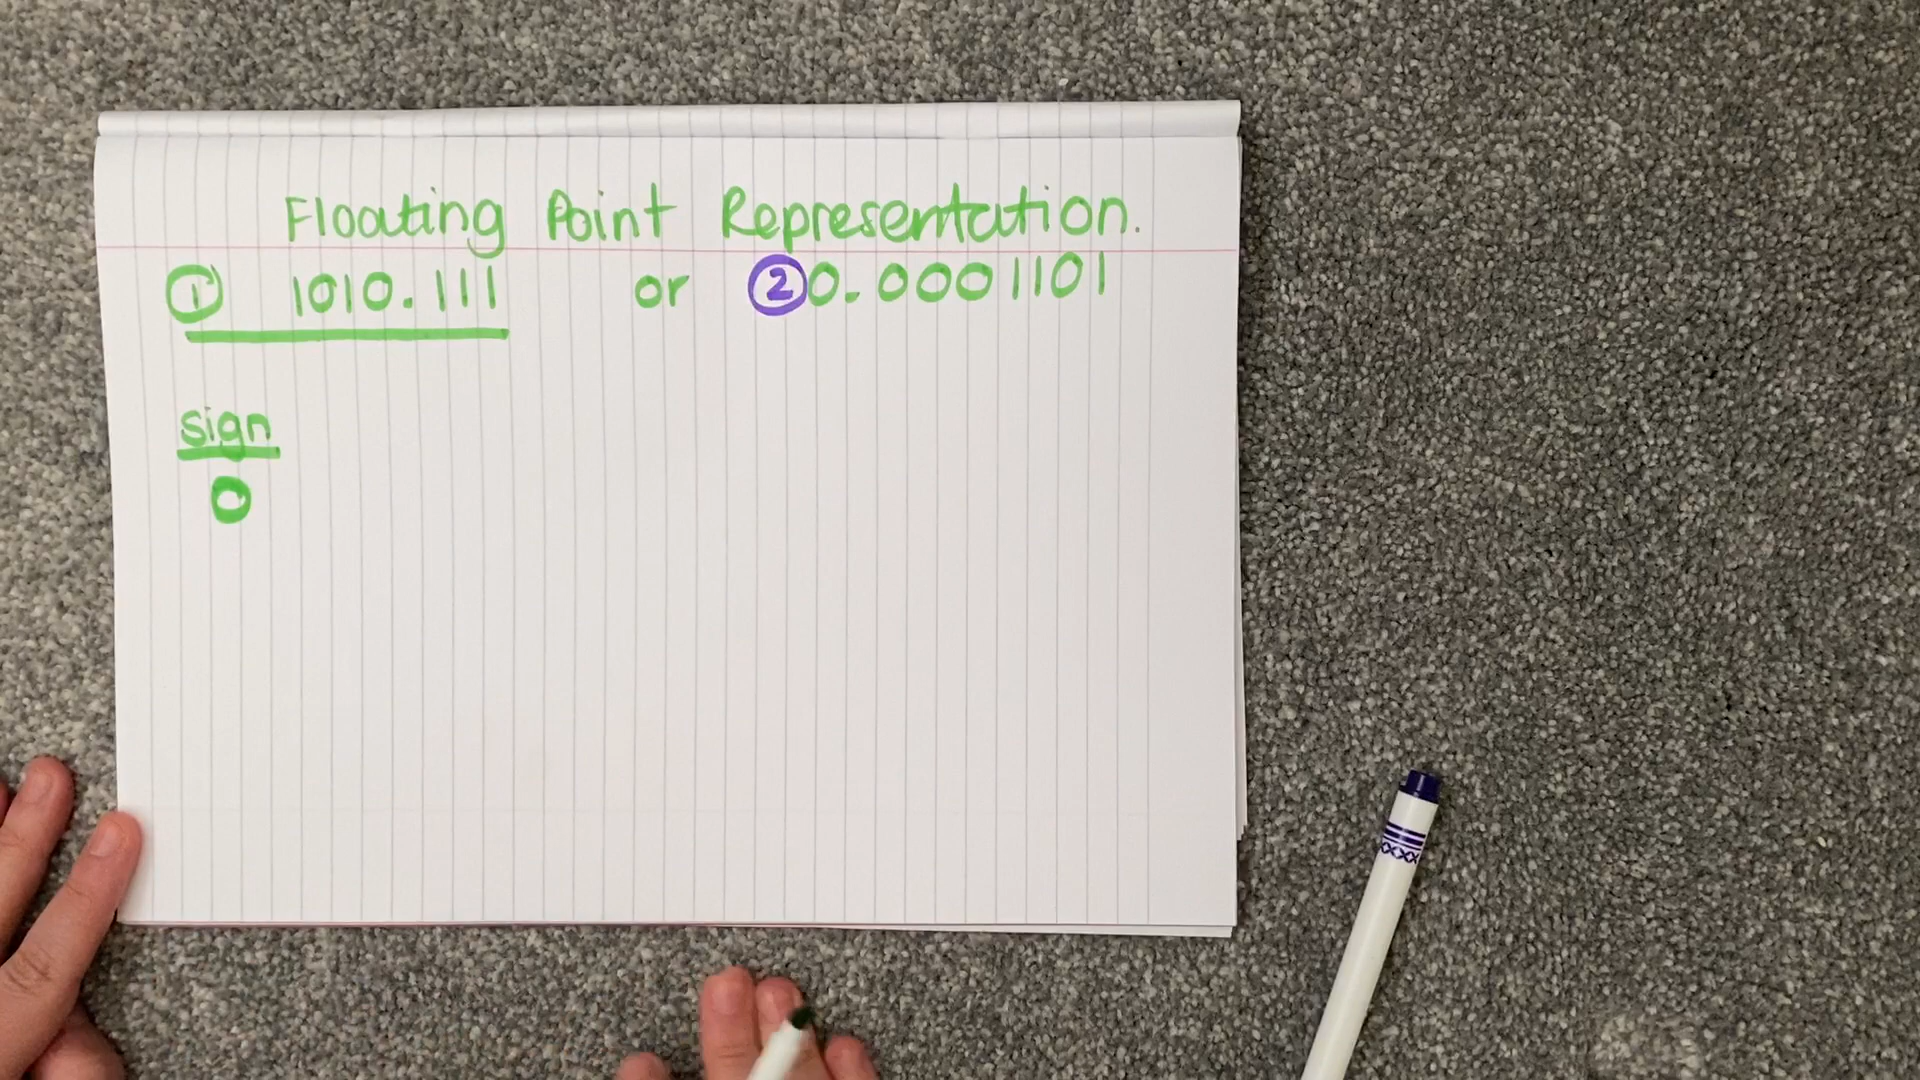 Floating Point Representation.
① 1010.111 or ② 0.0001101
sign
0